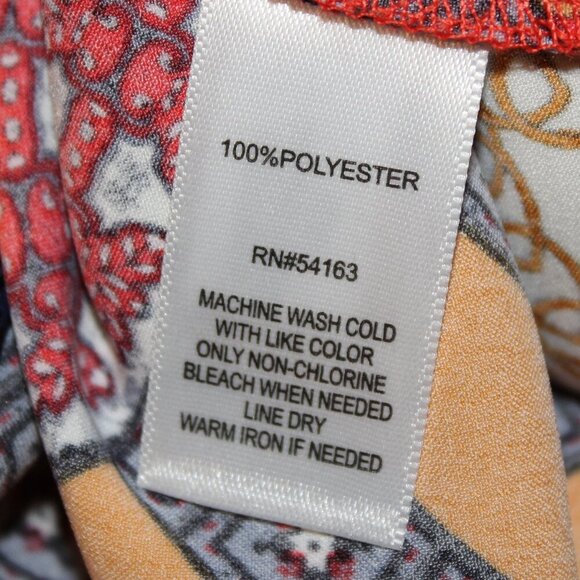 100%POLYESTER
RN#54163
MACHINE WASH COLD
WITH LIKE COLOR
ONLY NON-CHLORINE
BLEACH WHEN NEEDED
LINE DRY
WARM IRON IF NEEDED